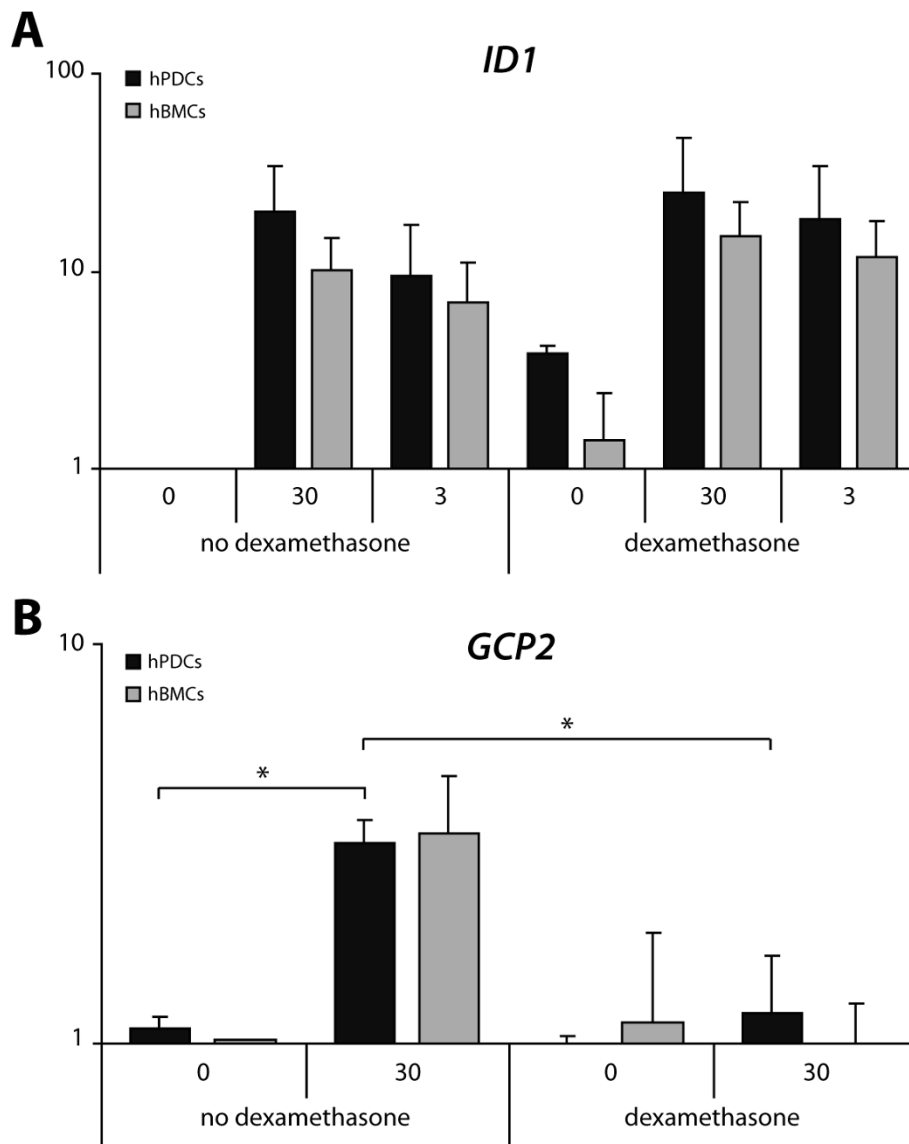 A
ID1
100
hPDCs
hBMCs
10
1
0 30 3 0 30 3
no dexamethasone dexamethasone
B
GCP2
10
hPDCs
hBMCs
*
*
1
0 30 0 30
no dexamethasone dexamethasone